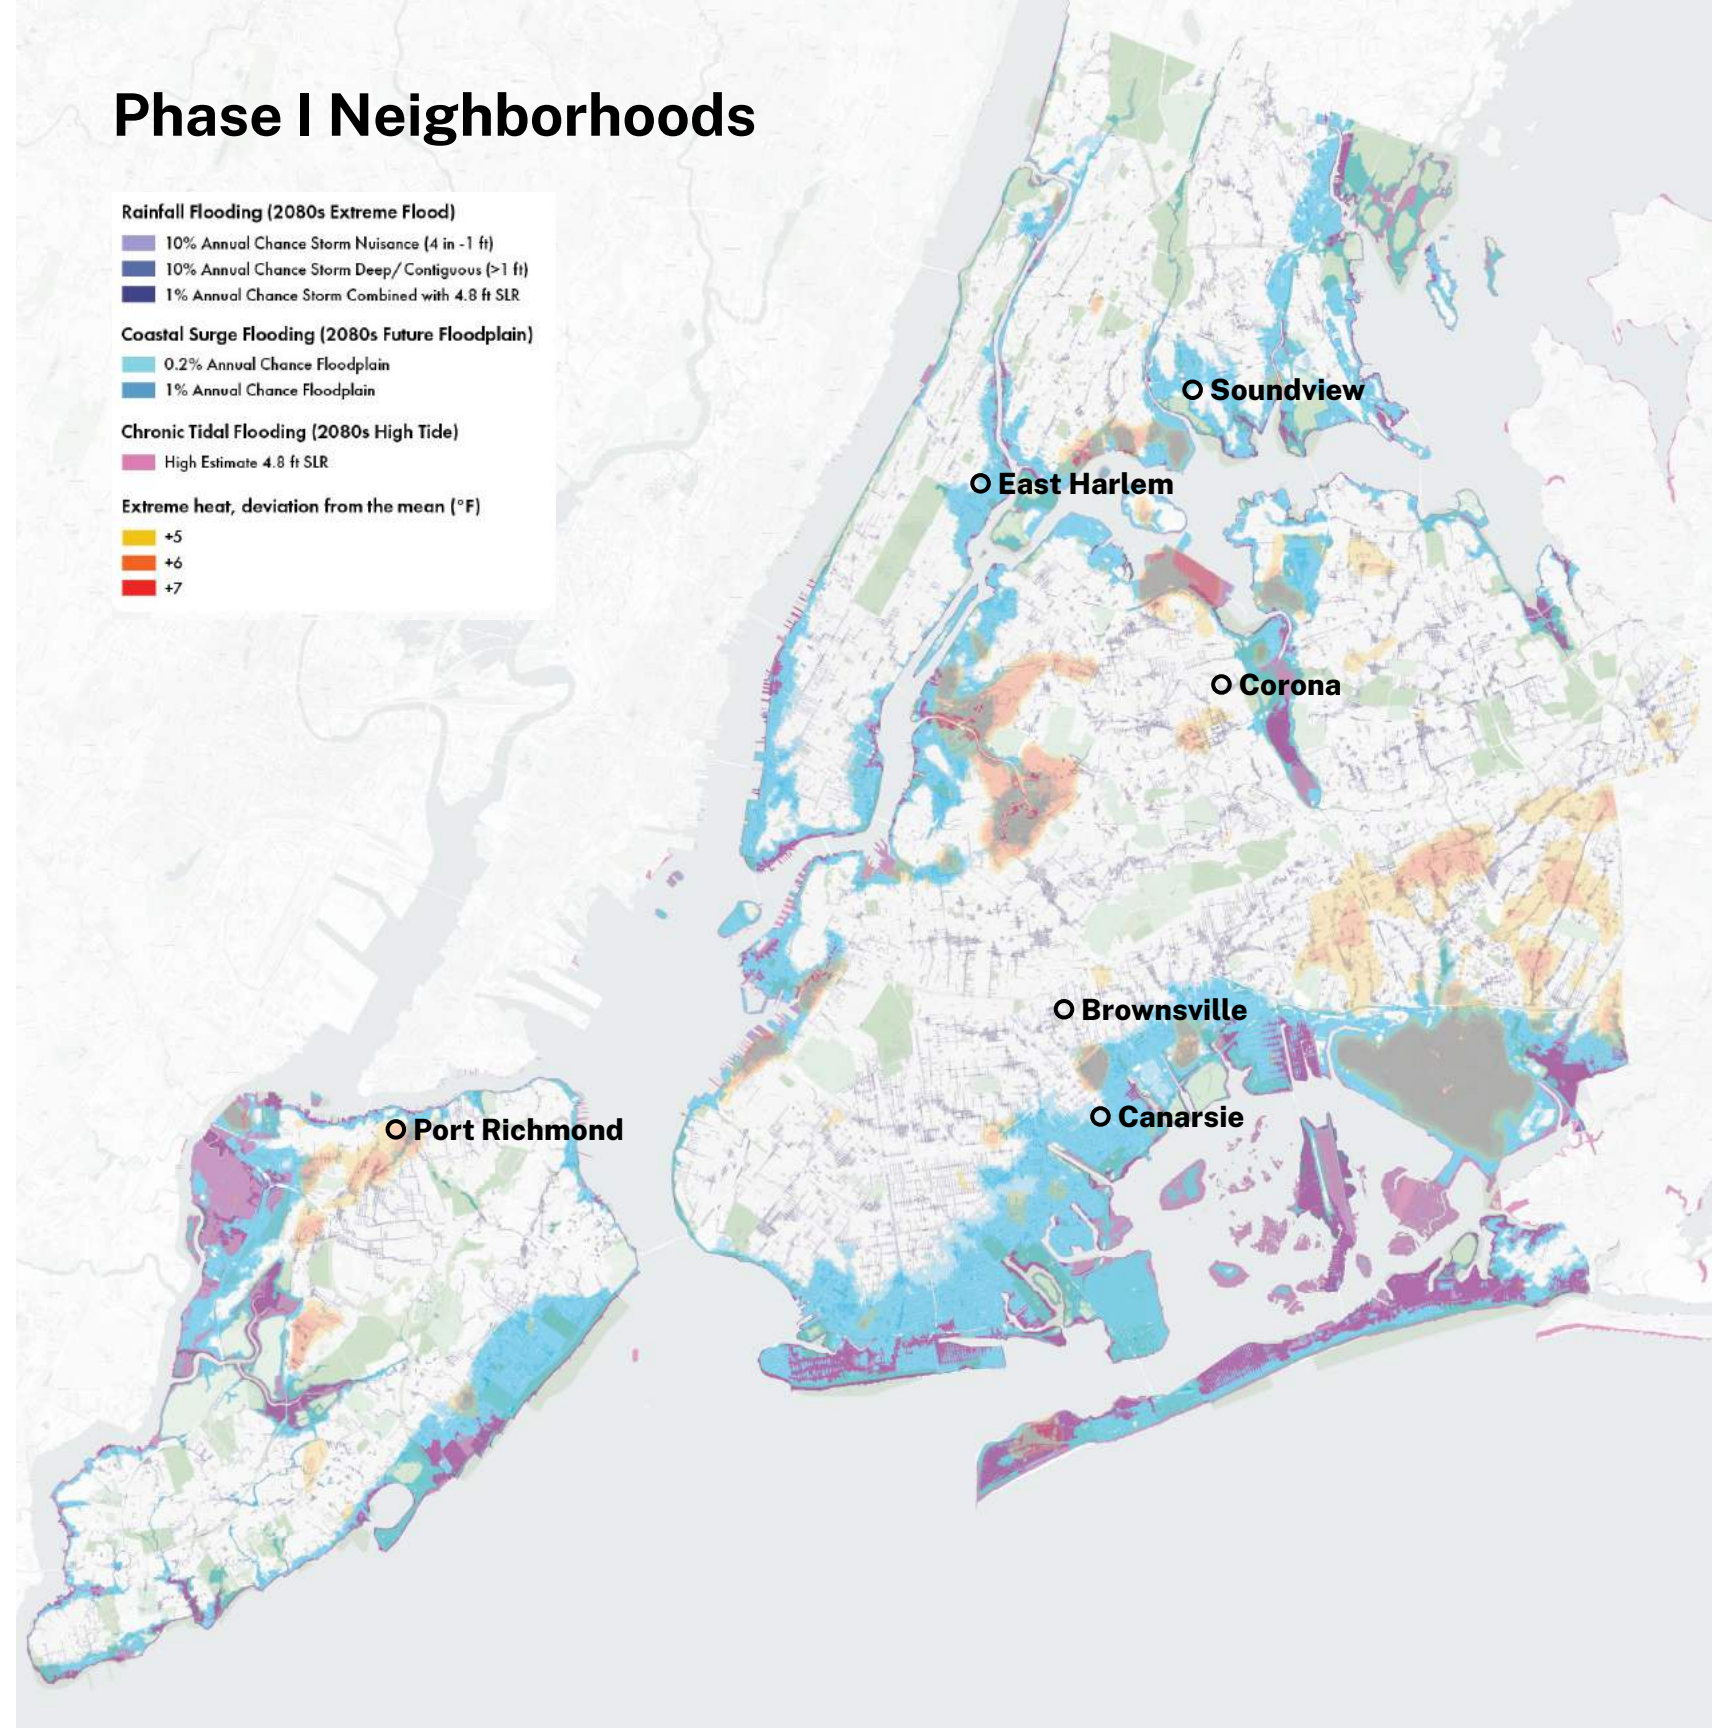 Phase I Neighborhoods
Rainfall Flooding (2080s Extreme Flood)
10% Annual Chance Storm Nuisance (4 in -1 ft)
10% Annual Chance Storm Deep/Contiguous (>1 ft)
1% Annual Chance Storm Combined with 4.8 ft SLR
Coastal Surge Flooding (2080s Future Floodplain)
0.2% Annual Chance Floodplain
1% Annual Chance Floodplain
Chronic Tidal Flooding (2080s High Tide)
High Estimate 4.8 ft SLR
Extreme heat, deviation from the mean (°F)
+5
+6
+7
Soundview
East Harlem
Corona
Brownsville
Canarsie
Port Richmond